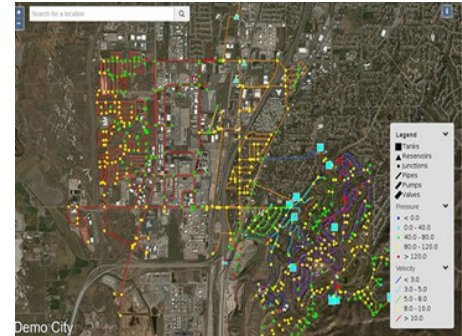 +
Search for a location
-
i
Legend
Tanks
Reservoirs
Junctions
Pipes
Pumps
Valves
Pressure
< 0.0
0.0 - 40.0
40.0 - 80.0
80.0 - 120.0
> 120.0
Velocity
< 3.0
3.0 - 5.0
5.0 - 8.0
8.0 - 10.0
> 10.0
Demo City